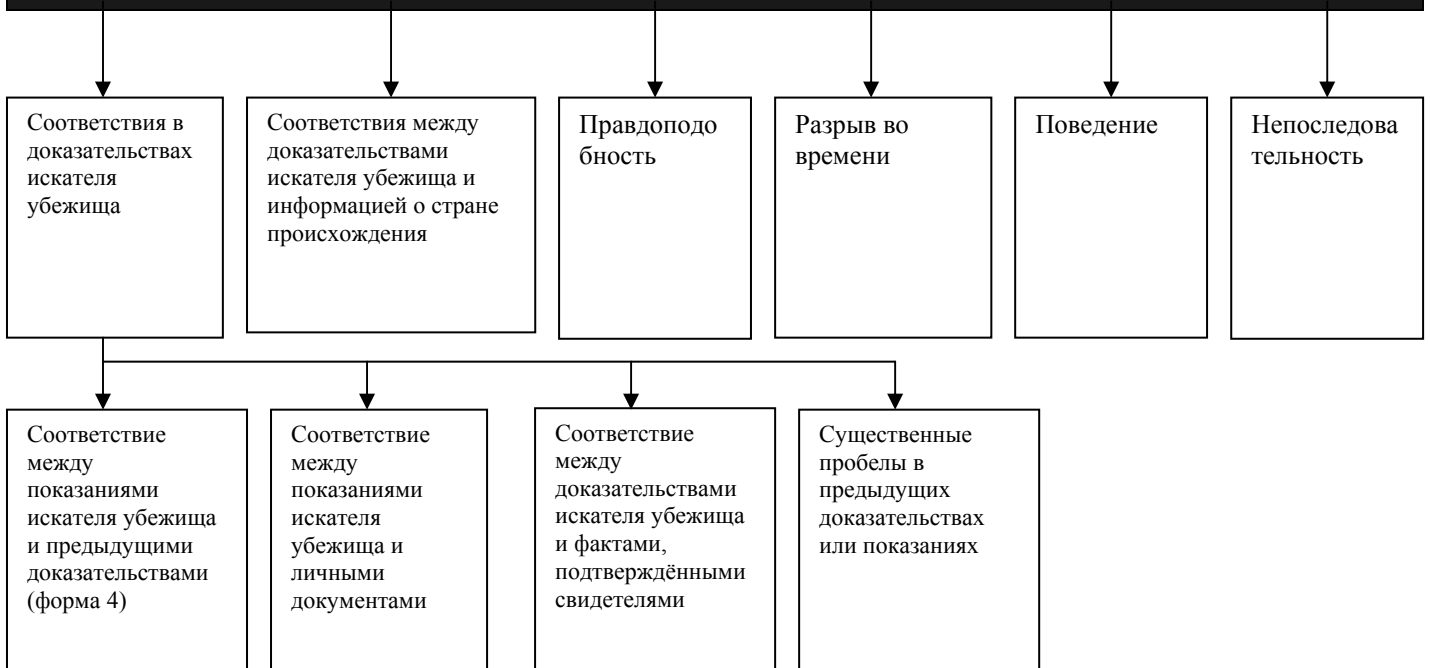 Соответствия в
доказательствах
искателя
убежища
Соответствия между
доказательствами
искателя убежища и
информацией о стране
происхождения
Правдоподо
бность
Разрыв во
времени
Поведение
Непоследова
тельность
Соответствие
между
показаниями
искателя убежища
и предыдущими
доказательствами
(форма 4)
Соответствие
между
показаниями
искателя
убежища и
личными
документами
Соответствие
между
доказательствами
искателя убежища
и фактами,
подтверждёнными
свидетелями
Существенные
пробелы в
предыдущих
доказательствах
или показаниях